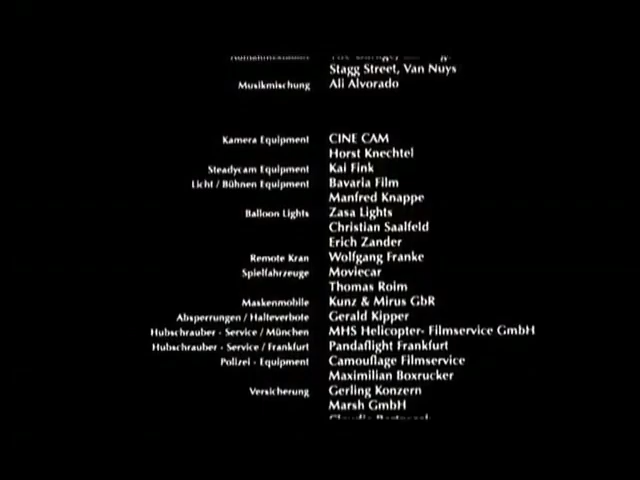 Stagg Street, Van Nuys
Musikmischung Ali Alvorado
Kamera Equipment CINE CAM
Horst Knechtel
Steadycam Equipment Kai Fink
Licht / Bühnen Equipment Bavaria Film
Manfred Knappe
Balloon Lights Zasa Lights
Christian Saalfeld
Erich Zander
Remote Kran Wolfgang Franke
Spielfahrzeuge Moviecar
Thomas Roim
Maskenmobile Kunz & Mirus GbR
Absperrungen / Halteverbote Gerald Kipper
Hubschrauber - Service / München MHS Helicopter- Filmservice GmbH
Hubschrauber - Service / Frankfurt Pandaflight Frankfurt
Polizei - Equipment Camouflage Filmservice
Maximilian Boxrucker
Versicherung Gerling Konzern
Marsh GmbH